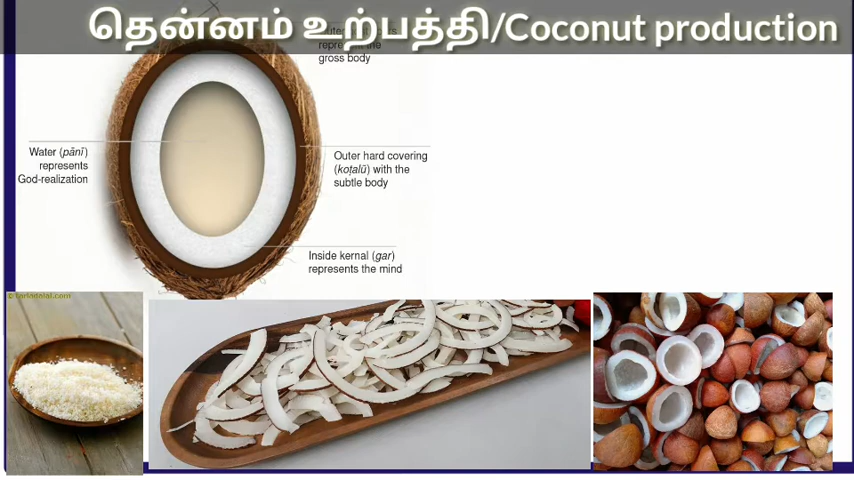 தென்னம் உற்பத்தி/Coconut production
gross body
Water (pānī)
represents
God-realization
Outer hard covering
(koṭalū) with the
subtle body
Inside kernal (gar)
represents the mind